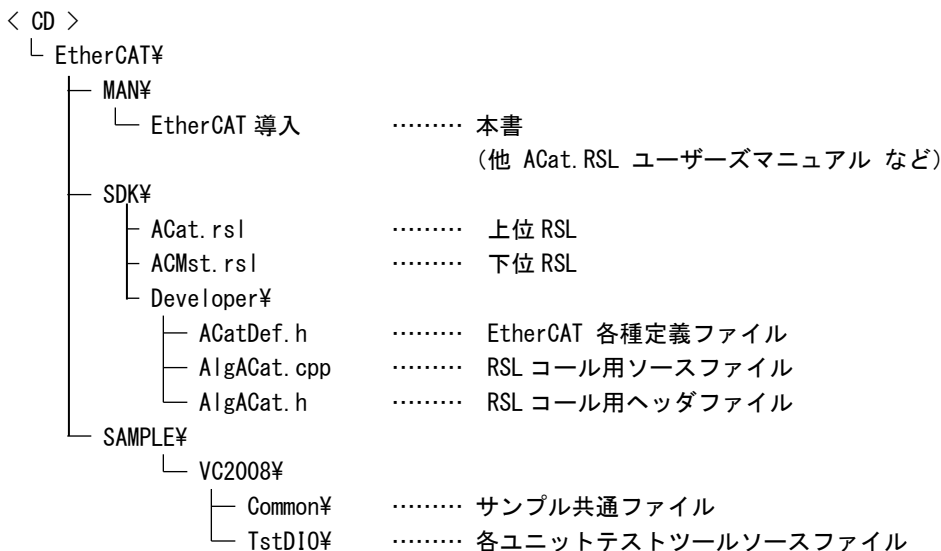 < CD >
EtherCAT¥
MAN¥
EtherCAT 導入 ……… 本書
(他 ACat.RSL ユーザーズマニュアル など)
SDK¥
ACat.rsl ……… 上位 RSL
ACMst.rsl ……… 下位 RSL
Developer¥
ACatDef.h ……… EtherCAT 各種定義ファイル
AlgACat.cpp ……… RSL コール用ソースファイル
AlgACat.h ……… RSL コール用ヘッダファイル
SAMPLE¥
VC2008¥
Common¥ ……… サンプル共通ファイル
TstDIO¥ ……… 各ユニットテストツールソースファイル